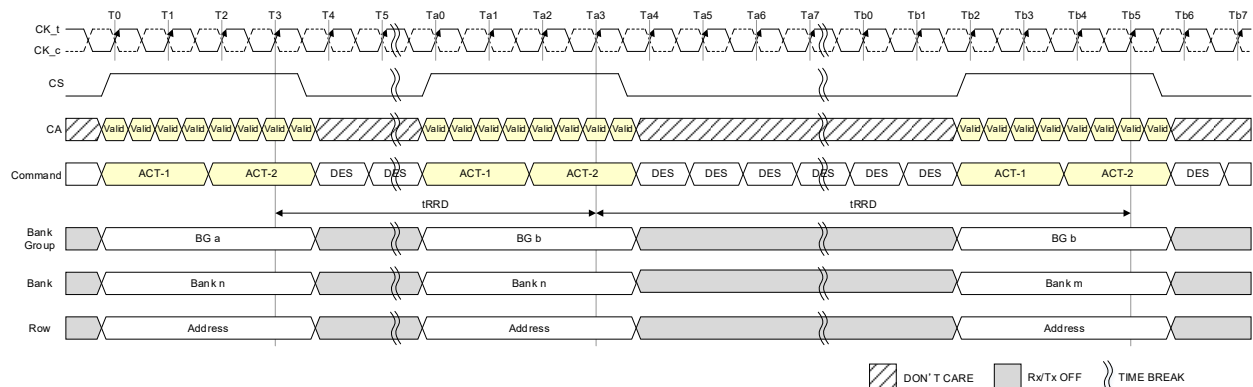 T0 T1 T2 T3 T4 T5 Ta0 Ta1 Ta2 Ta3 Ta4 Ta5 Ta6 Ta7 Tb0 Tb1 Tb2 Tb3 Tb4 Tb5 Tb6 Tb7
CK_t
CK_c
CS
CA Valid Valid Valid Valid Valid Valid Valid Valid Valid Valid Valid Valid Valid Valid Valid Valid Valid Valid Valid Valid Valid Valid Valid Valid
Command ACT-1 ACT-2 DES DES ACT-1 ACT-2 DES DES DES DES DES DES ACT-1 ACT-2 DES
tRRD tRRD
Bank Group BG a BG b BG b
Bank Bank n Bank n Bank m
Row Address Address Address
DON'T CARE Rx/Tx OFF TIME BREAK